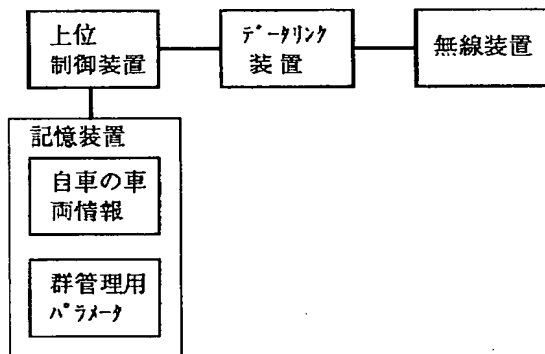 上位
制御装置
ﾃﾞｰﾀﾘﾝｸ
装置
無線装置
記憶装置
自車の車
両情報
群管理用
ﾊﾟﾗﾒｰﾀ